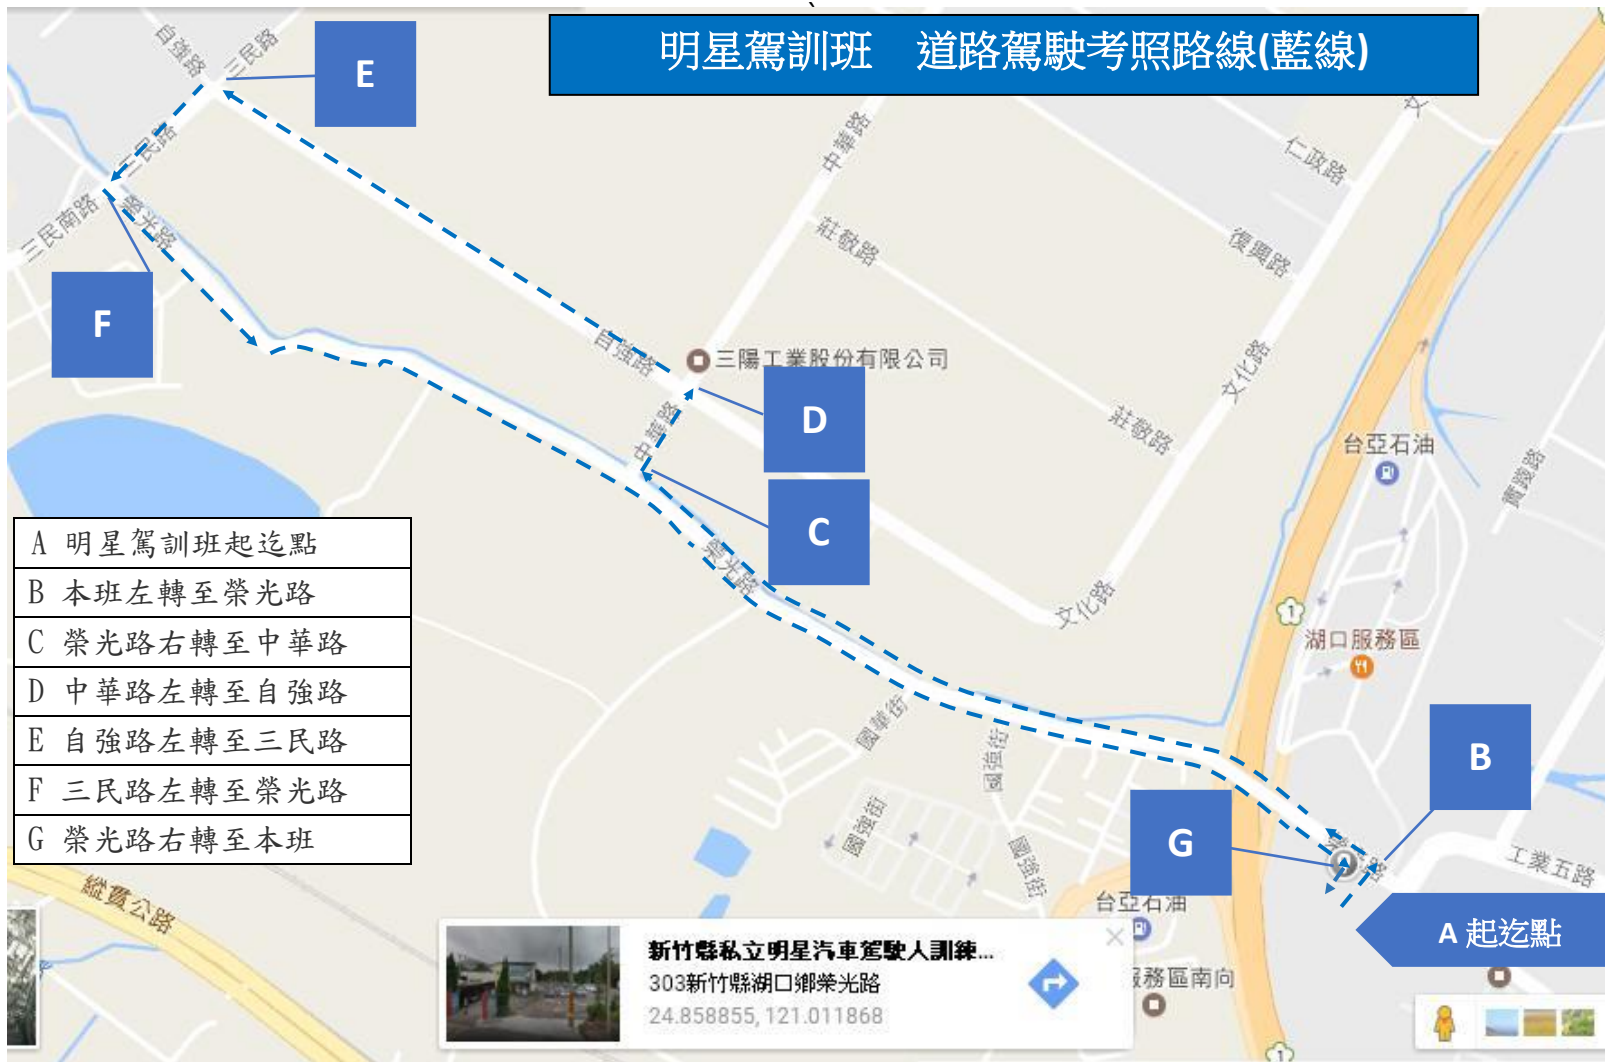 明星駕訓班　道路駕駛考照路線(藍線)
自強路
三民路
E
三民路
三民南路
榮光路
F
中華路
莊敬路
仁政路
復興路
文化路
自強路
三陽工業股份有限公司
D
中華路
莊敬路
台亞石油
寶踐路
C
榮光路
文化路
1
湖口服務區
A 明星駕訓班起迄點
B 本班左轉至榮光路
C 榮光路右轉至中華路
D 中華路左轉至自強路
E 自強路左轉至三民路
F 三民路左轉至榮光路
G 榮光路右轉至本班
國華街
國強街
國強街
國強街
B
G
工業五路
縱貫公路
台亞石油
A 起迄點
新竹縣私立明星汽車駕駛人訓練...
303新竹縣湖口鄉榮光路
24.858855, 121.011868
服務區南向
1